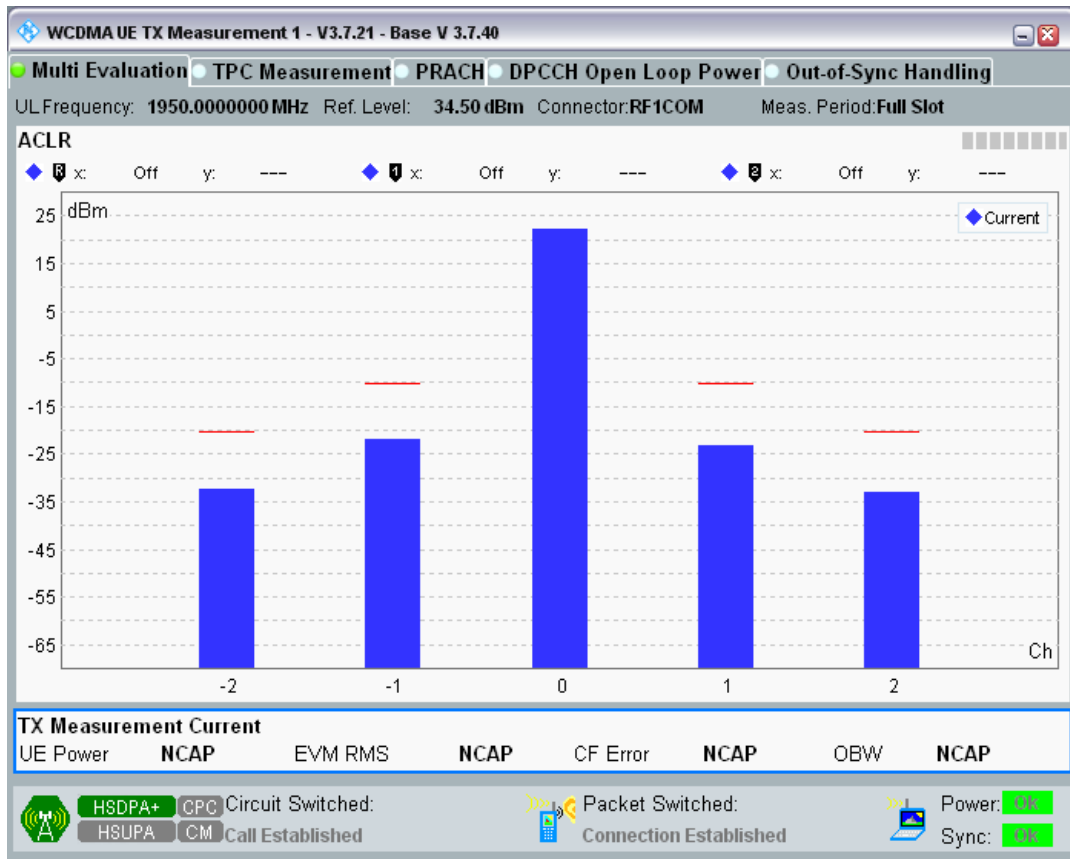 WCDMA UE TX Measurement 1 - V3.7.21 - Base V 3.7.40
Multi Evaluation TPC Measurement PRACH DPCCH Open Loop Power Out-of-Sync Handling
UL Frequency: 1950.0000000 MHz Ref. Level: 34.50 dBm Connector:RF1COM Meas. Period:Full Slot
ACLR
R x: Off y: --- 1 x: Off y: --- 2 x: Off y: ---
dBm
Current
25
15
5
-5
-15
-25
-35
-45
-55
-65
Ch
-2 -1 0 1 2
TX Measurement Current
UE Power NCAP EVM RMS NCAP CF Error NCAP OBW NCAP
HSDPA+ CPC Circuit Switched: Packet Switched: Power: Ok
HSUPA CM Call Established Connection Established Sync: Ok